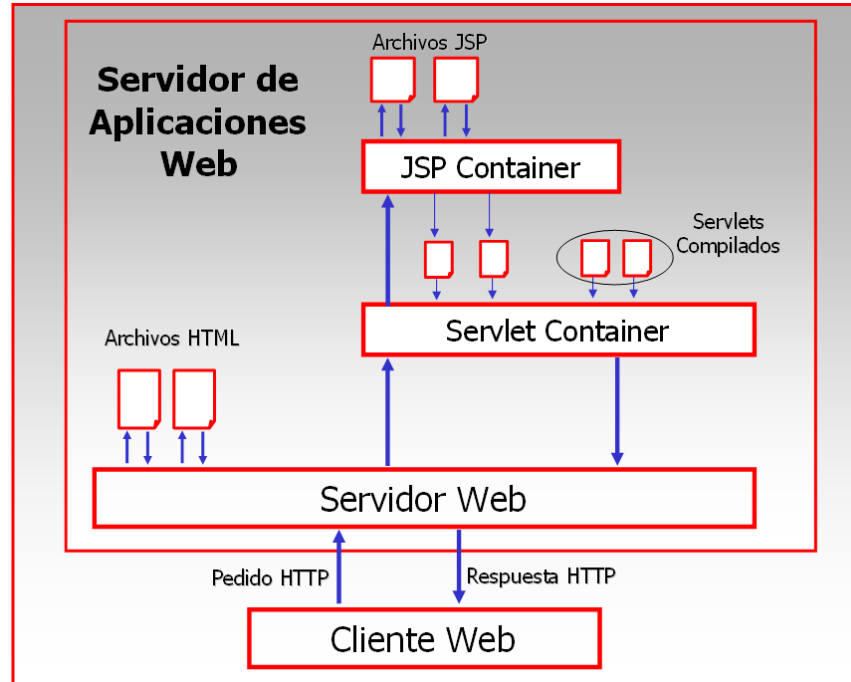 Archivos JSP
Servidor de
Aplicaciones
Web
JSP Container
Servlets
Compilados
Servlet Container
Archivos HTML
Servidor Web
Pedido HTTP
Respuesta HTTP
Cliente Web